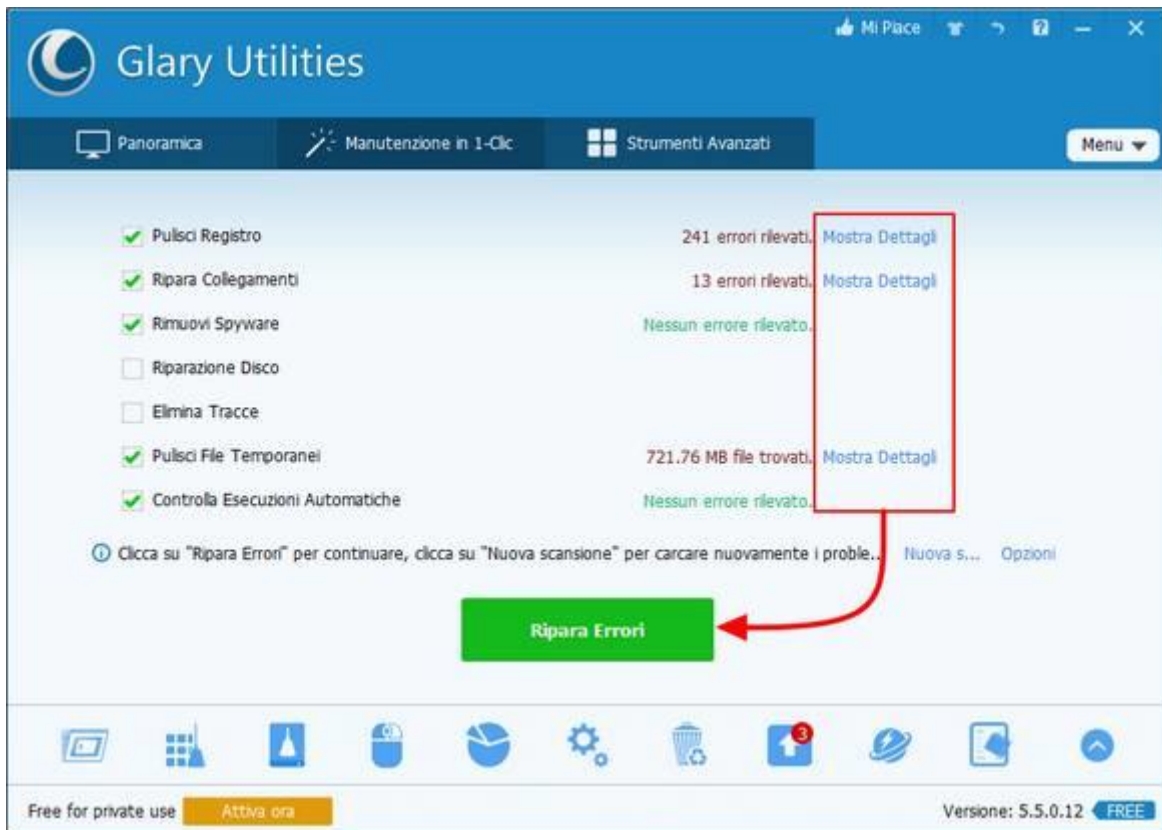 Mi Piace
Glary Utilities
Panoramica
Manutenzione in 1-Clic
Strumenti Avanzati
Menu
Pulisci Registro 241 errori rilevati. Mostra Dettagli
Ripara Collegamenti 13 errori rilevati. Mostra Dettagli
Rimuovi Spyware Nessun errore rilevato.
Riparazione Disco
Elimina Tracce
Pulisci File Temporanei 721.76 MB file trovati. Mostra Dettagli
Controlla Esecuzioni Automatiche Nessun errore rilevato.
Clicca su "Ripara Errori" per continuare, clicca su "Nuova scansione" per carcare nuovamente i proble... Nuova s... Opzioni
Ripara Errori
3
Free for private use Attiva ora Versione: 5.5.0.12 FREE